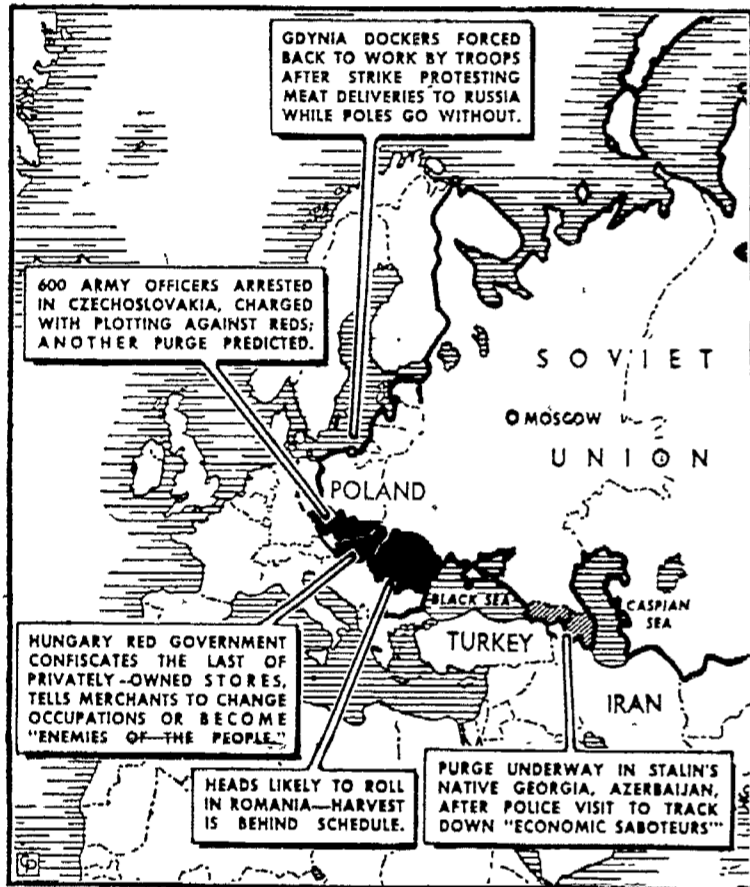 GDYNIA DOCKERS FORCED
BACK TO WORK BY TROOPS
AFTER STRIKE PROTESTING
MEAT DELIVERIES TO RUSSIA
WHILE POLES GO WITHOUT.
600 ARMY OFFICERS ARRESTED
IN CZECHOSLOVAKIA, CHARGED
WITH PLOTTING AGAINST REDS;
ANOTHER PURGE PREDICTED.
SOVIET
MOSCOW
UNION
POLAND
BLACK SEA
CASPIAN
SEA
TURKEY
IRAN
HUNGARY RED GOVERNMENT
CONFISCATES THE LAST OF
PRIVATELY-OWNED STORES,
TELLS MERCHANTS TO CHANGE
OCCUPATIONS OR BECOME
"ENEMIES OF THE PEOPLE."
HEADS LIKELY TO ROLL
IN ROMANIA—HARVEST
IS BEHIND SCHEDULE.
PURGE UNDERWAY IN STALIN'S
NATIVE GEORGIA, AZERBAIJAN,
AFTER POLICE VISIT TO TRACK
DOWN "ECONOMIC SABOTEURS"
CP